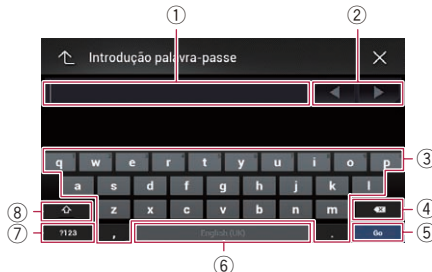 ① ②
Introdução palavra-passe
q w e r t y u i o p ③
a s d f g h j k l
⑧ z x c v b n m ④
⑦ ?123 , English (UK) . Go ⑤
⑥